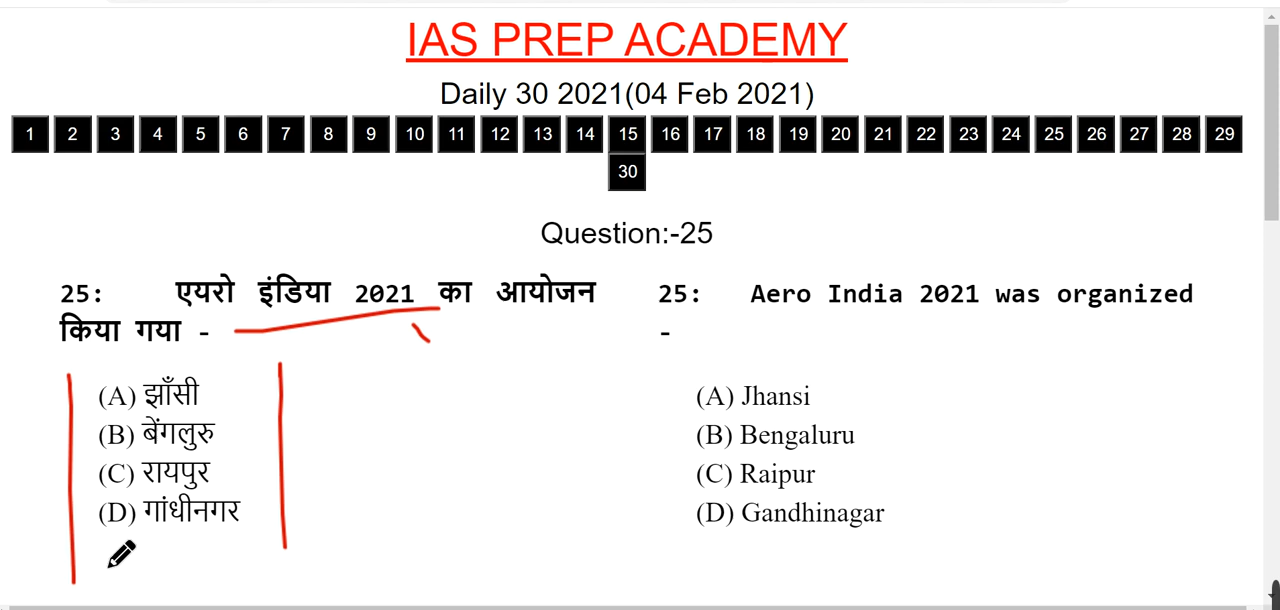 IAS PREP ACADEMY
Daily 30 2021(04 Feb 2021)
1 2 3 4 5 6 7 8 9 10 11 12 13 14 15 16 17 18 19 20 21 22 23 24 25 26 27 28 29
30
Question:-25
25: एयरो इंडिया 2021 का आयोजन
किया गया -
(A) झाँसी
(B) बेंगलुरु
(C) रायपुर
(D) गांधीनगर
25: Aero India 2021 was organized
-
(A) Jhansi
(B) Bengaluru
(C) Raipur
(D) Gandhinagar